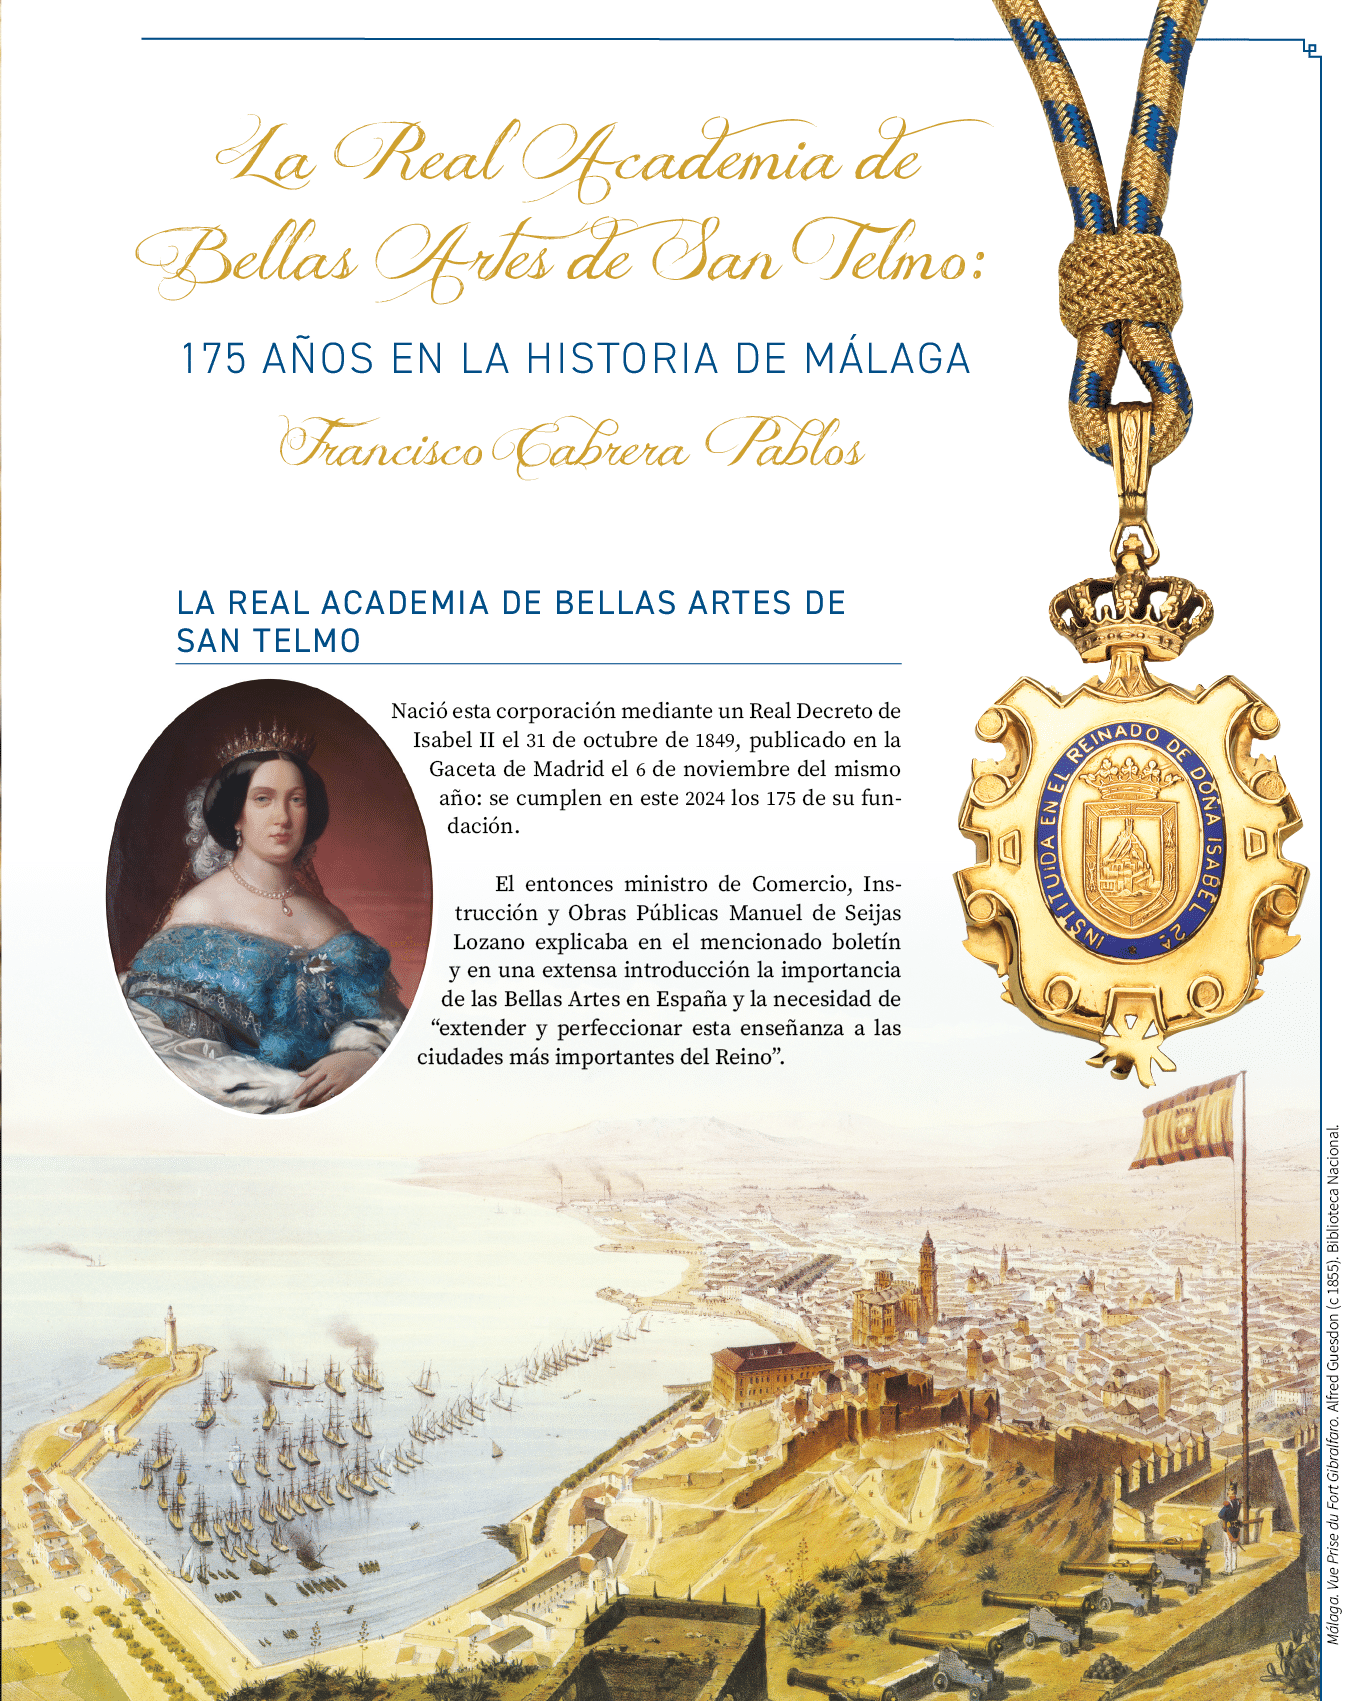 La Real Academia de
Bellas Artes de San Telmo:
175 AÑOS EN LA HISTORIA DE MÁLAGA
Francisco Cabrera Pablos
LA REAL ACADEMIA DE BELLAS ARTES DE
SAN TELMO
Nació esta corporación mediante un Real Decreto de
Isabel II el 31 de octubre de 1849, publicado en la
Gaceta de Madrid el 6 de noviembre del mismo
año: se cumplen en este 2024 los 175 de su fun-
dación.
El entonces ministro de Comercio, Ins-
trucción y Obras Públicas Manuel de Seijas
Lozano explicaba en el mencionado boletín
y en una extensa introducción la importancia
de las Bellas Artes en España y la necesidad de
“extender y perfeccionar esta enseñanza a las
ciudades más importantes del Reino”.
INSTITUIDA EN EL REINADO DE DOÑA ISABEL 2ª
Málaga. Vue Prise du Fort Gibralfaro. Alfred Guesdon (c 1855). Biblioteca Nacional.